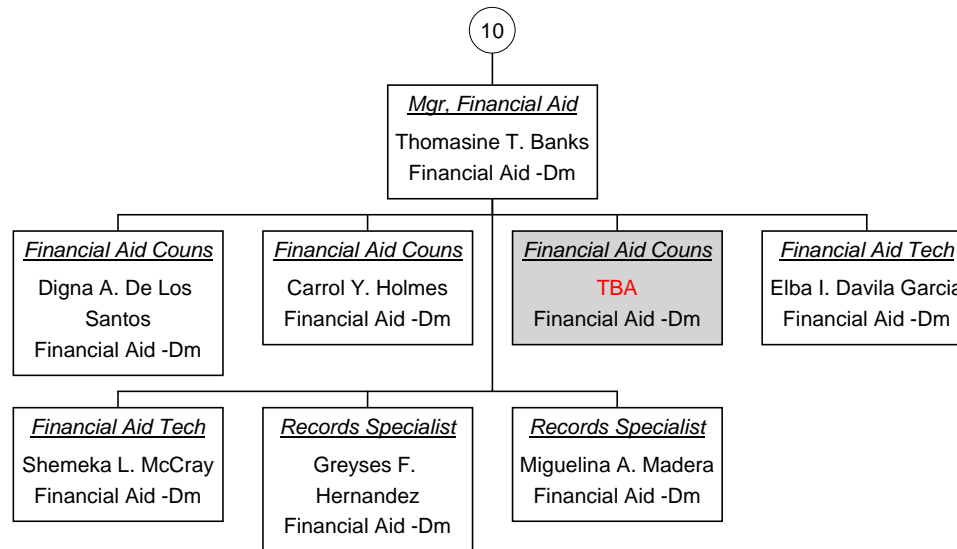 10
Mgr, Financial Aid
Thomasine T. Banks
Financial Aid -Dm
Financial Aid Couns
Digna A. De Los
Santos
Financial Aid -Dm
Financial Aid Couns
Carrol Y. Holmes
Financial Aid -Dm
Financial Aid Couns
TBA
Financial Aid -Dm
Financial Aid Tech
Elba I. Davila Garcia
Financial Aid -Dm
Financial Aid Tech
Shemeka L. McCray
Financial Aid -Dm
Records Specialist
Greyses F.
Hernandez
Financial Aid -Dm
Records Specialist
Miguelina A. Madera
Financial Aid -Dm